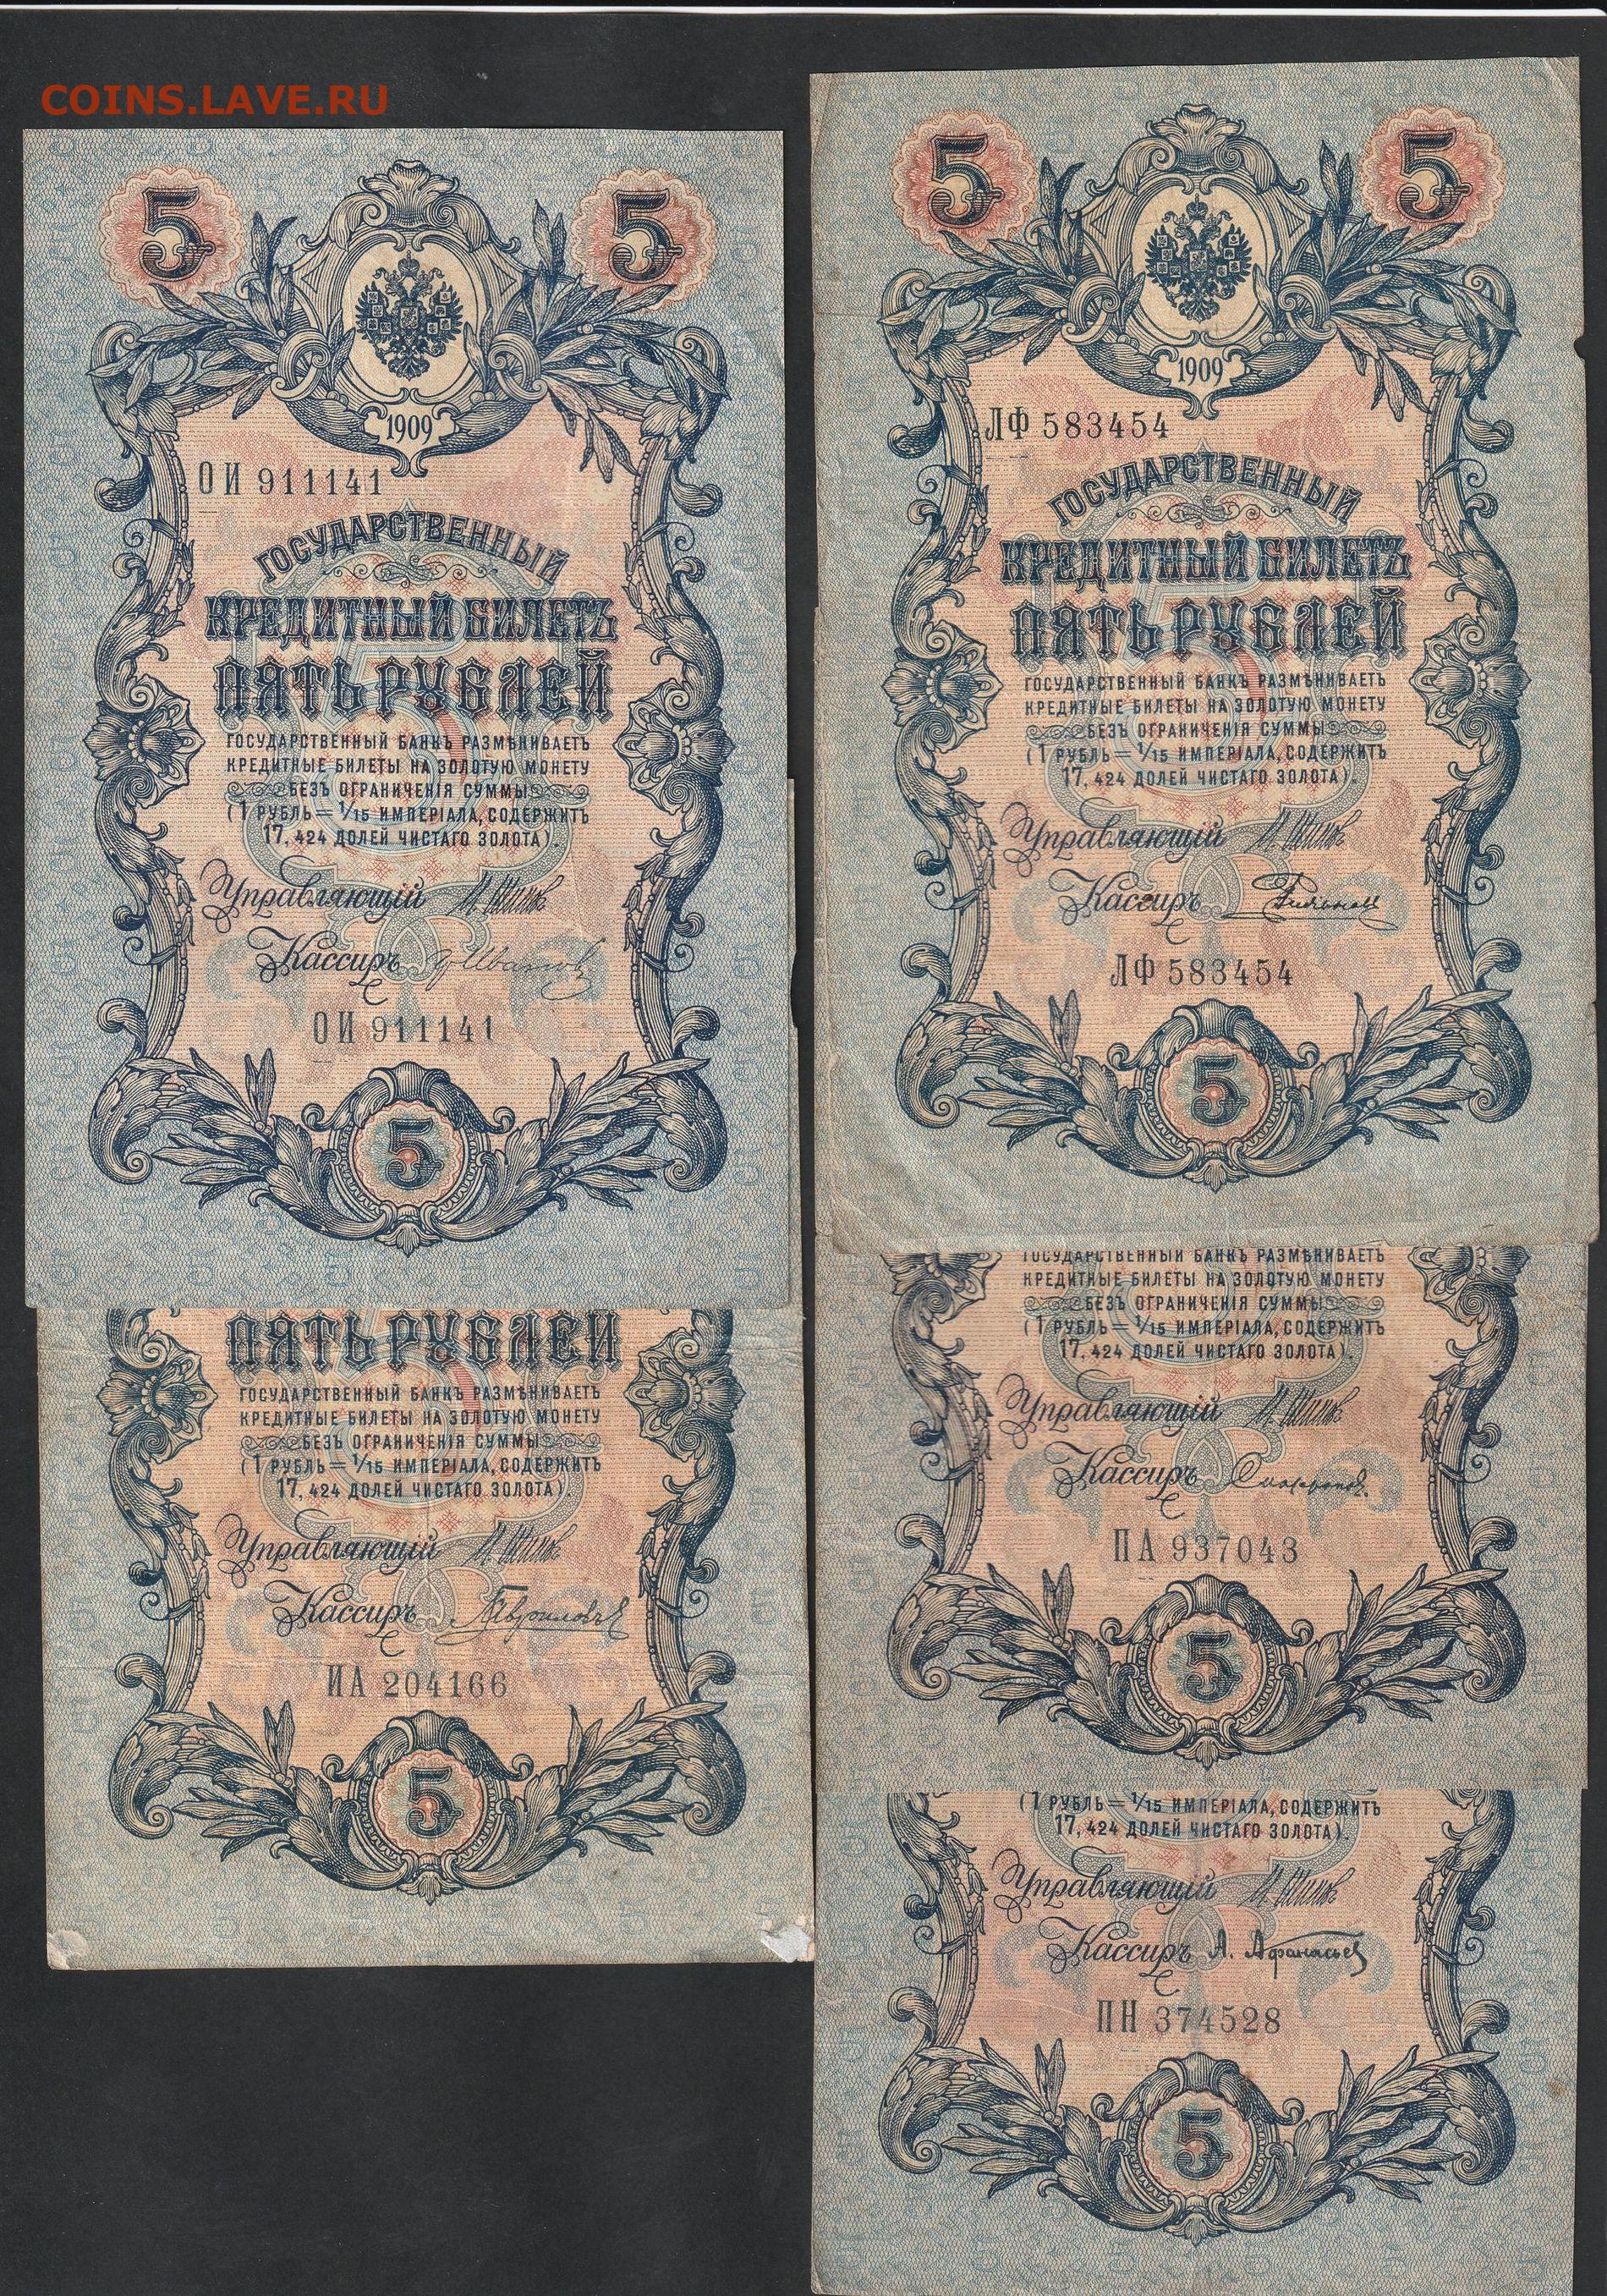 COINS.LAVE.RU
5 5
1909
ОИ 911141
ГОСУДАРСТВЕННЫЙ
КРЕДИТНЫЙ БИЛЕТЪ
ПЯТЬ РУБЛЕЙ
ГОСУДАРСТВЕННЫЙ БАНКЪ РАЗМѢНИВАЕТЪ
КРЕДИТНЫЕ БИЛЕТЫ НА ЗОЛОТУЮ МОНЕТУ
БЕЗЪ ОГРАНИЧЕНІЯ СУММЫ
(1 РУБЛЬ = 1/15 ИМПЕРІАЛА, СОДЕРЖИТЪ
17,424 ДОЛЕЙ ЧИСТАГО ЗОЛОТА).
Управляющій
Кассиръ
ОИ 911141
5
ПЯТЬ РУБЛЕЙ
ГОСУДАРСТВЕННЫЙ БАНКЪ РАЗМѢНИВАЕТЪ
КРЕДИТНЫЕ БИЛЕТЫ НА ЗОЛОТУЮ МОНЕТУ
БЕЗЪ ОГРАНИЧЕНІЯ СУММЫ
(1 РУБЛЬ = 1/15 ИМПЕРІАЛА, СОДЕРЖИТЪ
17,424 ДОЛЕЙ ЧИСТАГО ЗОЛОТА).
Управляющій
Кассиръ
ИА 204166
5
5 5
1909
ЛФ 583454
ГОСУДАРСТВЕННЫЙ
КРЕДИТНЫЙ БИЛЕТЪ
ПЯТЬ РУБЛЕЙ
ГОСУДАРСТВЕННЫЙ БАНКЪ РАЗМѢНИВАЕТЪ
КРЕДИТНЫЕ БИЛЕТЫ НА ЗОЛОТУЮ МОНЕТУ
БЕЗЪ ОГРАНИЧЕНІЯ СУММЫ
(1 РУБЛЬ = 1/15 ИМПЕРІАЛА, СОДЕРЖИТЪ
17,424 ДОЛЕЙ ЧИСТАГО ЗОЛОТА).
Управляющій
Кассиръ
ЛФ 583454
5
ГОСУДАРСТВЕННЫЙ БАНКЪ РАЗМѢНИВАЕТЪ
КРЕДИТНЫЕ БИЛЕТЫ НА ЗОЛОТУЮ МОНЕТУ
БЕЗЪ ОГРАНИЧЕНІЯ СУММЫ
(1 РУБЛЬ = 1/15 ИМПЕРІАЛА, СОДЕРЖИТЪ
17,424 ДОЛЕЙ ЧИСТАГО ЗОЛОТА).
Управляющій
Кассиръ
ПА 937043
5
(1 РУБЛЬ = 1/15 ИМПЕРІАЛА, СОДЕРЖИТЪ
17,424 ДОЛЕЙ ЧИСТАГО ЗОЛОТА).
Управляющій
Кассиръ А. Афанасьев
ПН 374528
5